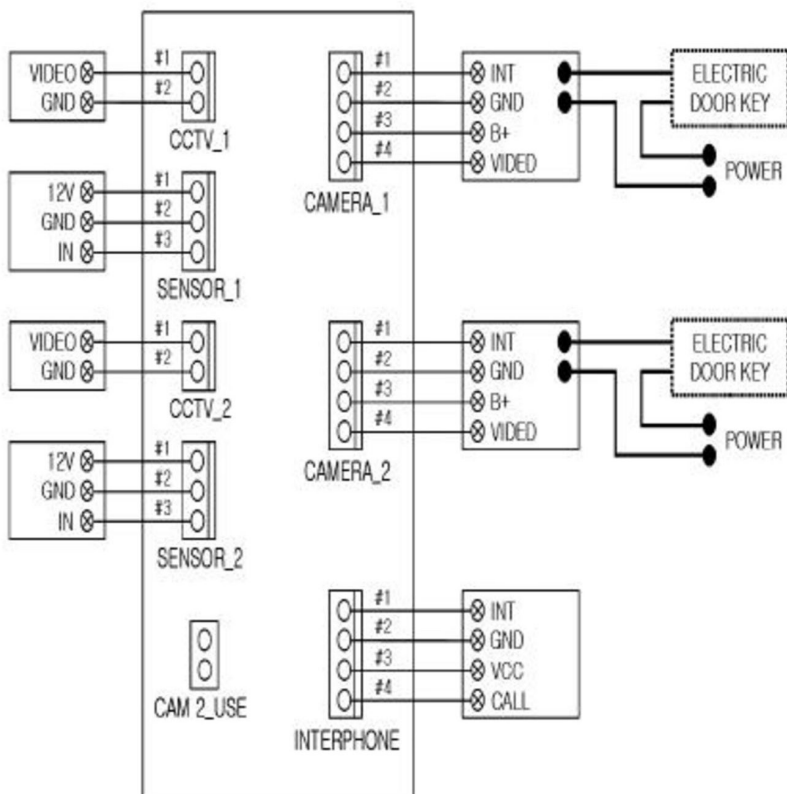 VIDEO
GND
#1
#2
CCTV_1
12V
GND
IN
#1
#2
#3
SENSOR_1
VIDEO
GND
#1
#2
CCTV_2
12V
GND
IN
#1
#2
#3
SENSOR_2
CAM 2_USE
#1
#2
#3
#4
CAMERA_1
INT
GND
B+
VIDED
ELECTRIC
DOOR KEY
POWER
#1
#2
#3
#4
CAMERA_2
INT
GND
B+
VIDED
ELECTRIC
DOOR KEY
POWER
#1
#2
#3
#4
INTERPHONE
INT
GND
VCC
CALL